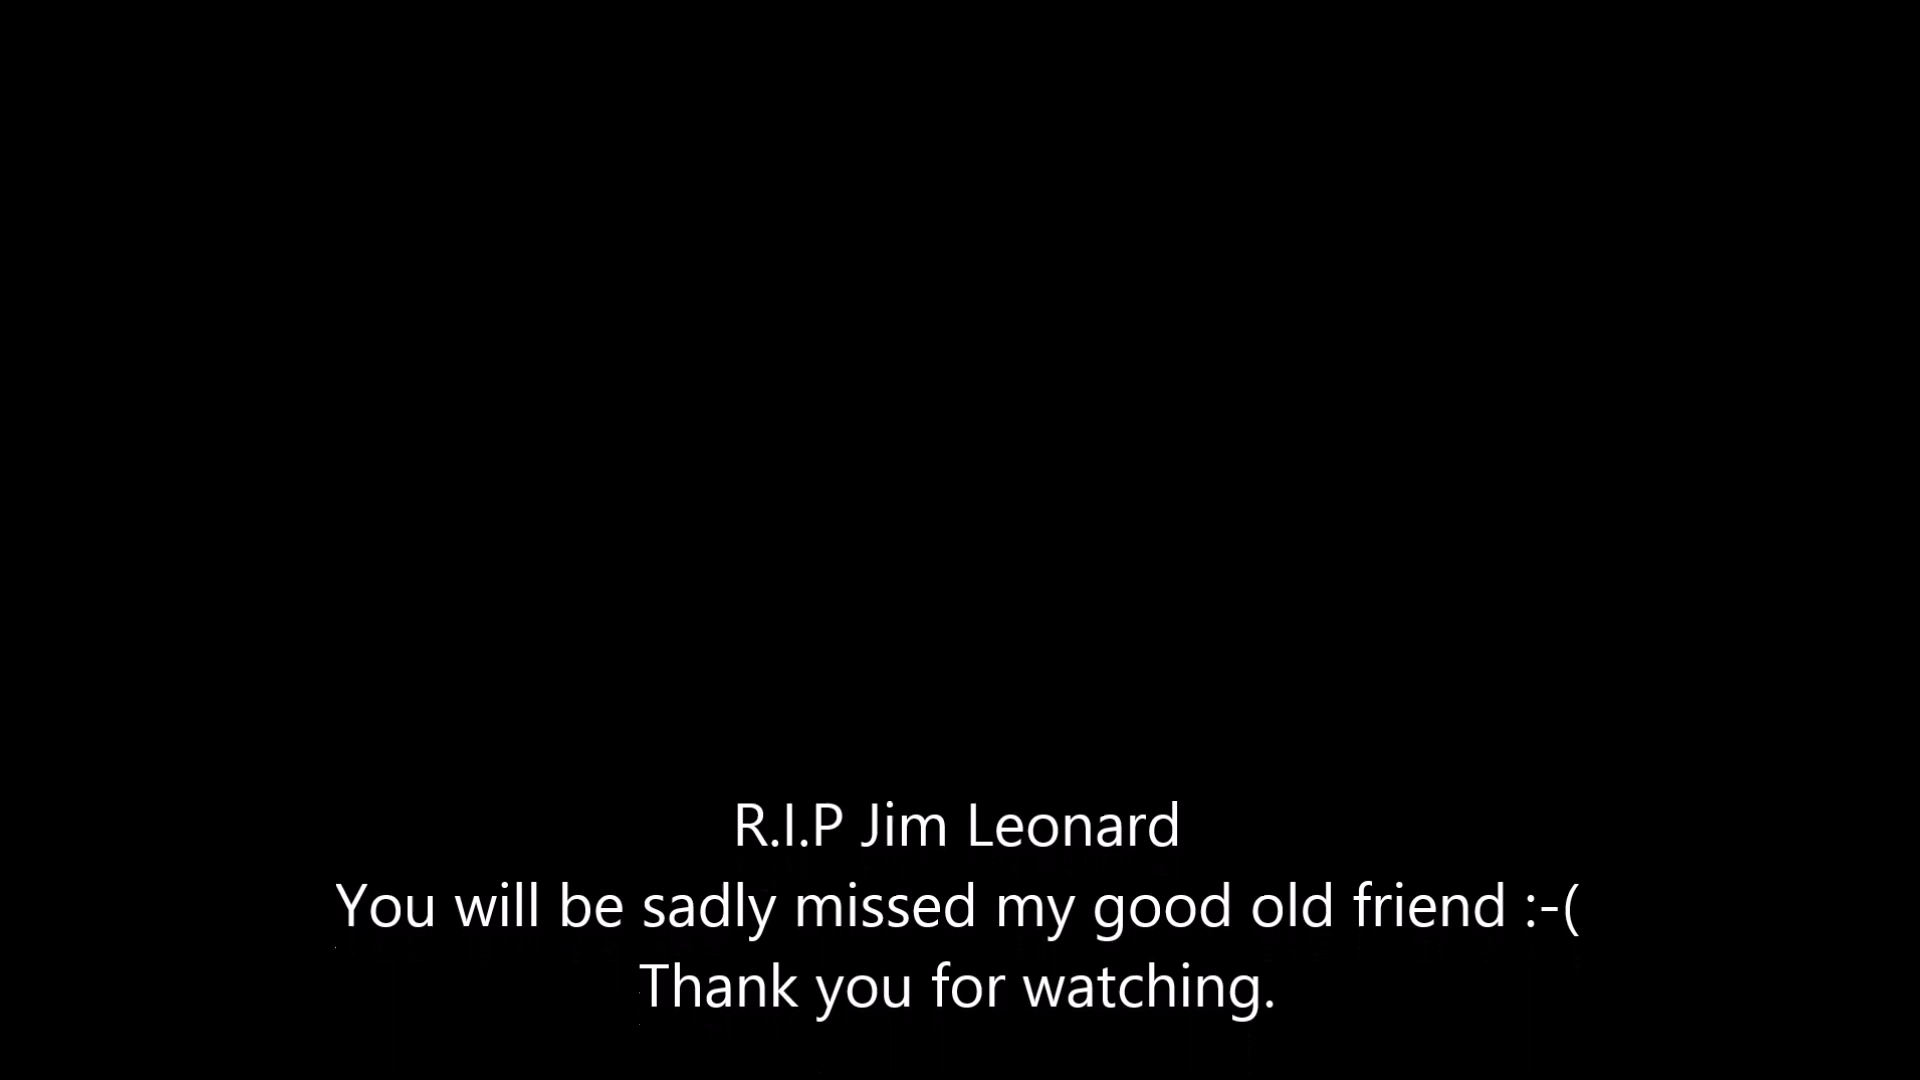 R.I.P Jim Leonard
You will be sadly missed my good old friend :-(
Thank you for watching.